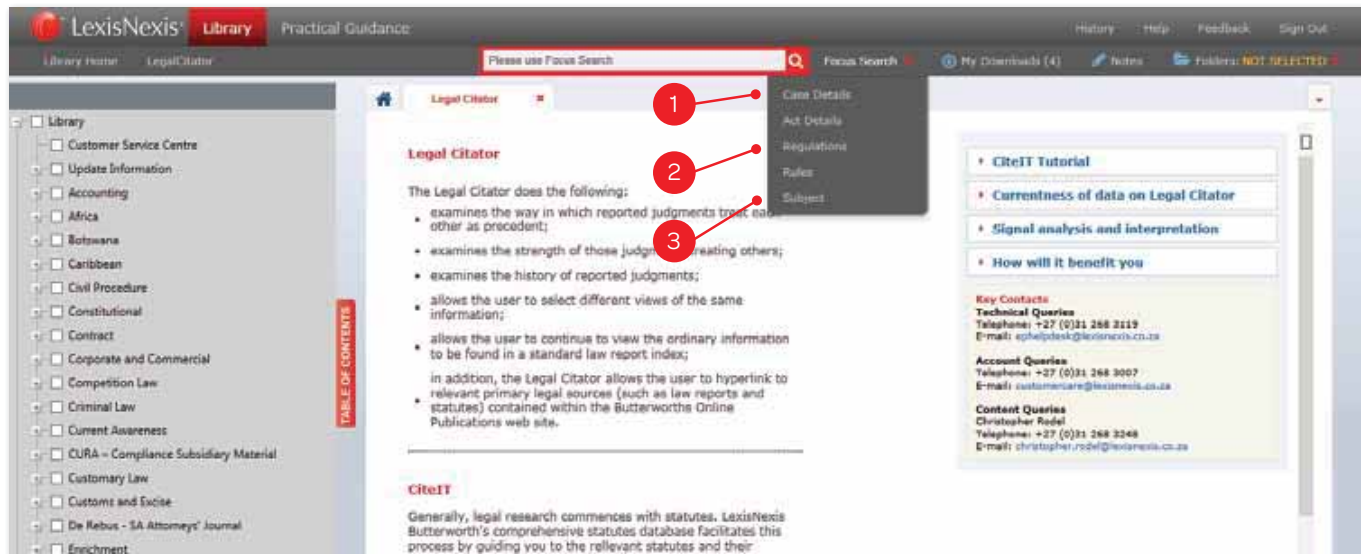 LexisNexis Library Practical Guidance History Help Feedback Sign Out
Library Home LegalCitator Please use Focus Search Focus Search My Downloads (4) Notes Folders: NOT SELECTED
Legal Citator
Library
Customer Service Centre
Update Information
Accounting
Africa
Botswana
Caribbean
Civil Procedure
Constitutional
Contract
Corporate and Commercial
Competition Law
Criminal Law
Current Awareness
CURA – Compliance Subsidiary Material
Customary Law
Customs and Excise
De Rebus - SA Attorneys' Journal
Enrichment
TABLE OF CONTENTS
Legal Citator
The Legal Citator does the following:
examines the way in which reported judgments treat each
other as precedent;
examines the strength of those judgm creating others;
examines the history of reported judgments;
allows the user to select different views of the same
information;
allows the user to continue to view the ordinary information
to be found in a standard law report index;
in addition, the Legal Citator allows the user to hyperlink to
relevant primary legal sources (such as law reports and
statutes) contained within the Butterworths Online
Publications web site.
CiteIT
Generally, legal research commences with statutes. LexisNexis
Butterworth's comprehensive statutes database facilitates this
process by guiding you to the rellevant statutes and their
1
2
3
Case Details
Act Details
Regulations
Rules
Subject
CiteIT Tutorial
Currentness of data on Legal Citator
Signal analysis and interpretation
How will it benefit you
Key Contacts
Technical Queries
Telephone: +27 (0)31 268 3119
E-mail: ephelpdesk@lexisnexis.co.za
Account Queries
Telephone: +27 (0)31 268 3007
E-mail: customercare@lexisnexis.co.za
Content Queries
Christopher Rodel
Telephone: +27 (0)31 268 3248
E-mail: christopher.rodel@lexisnexis.co.za